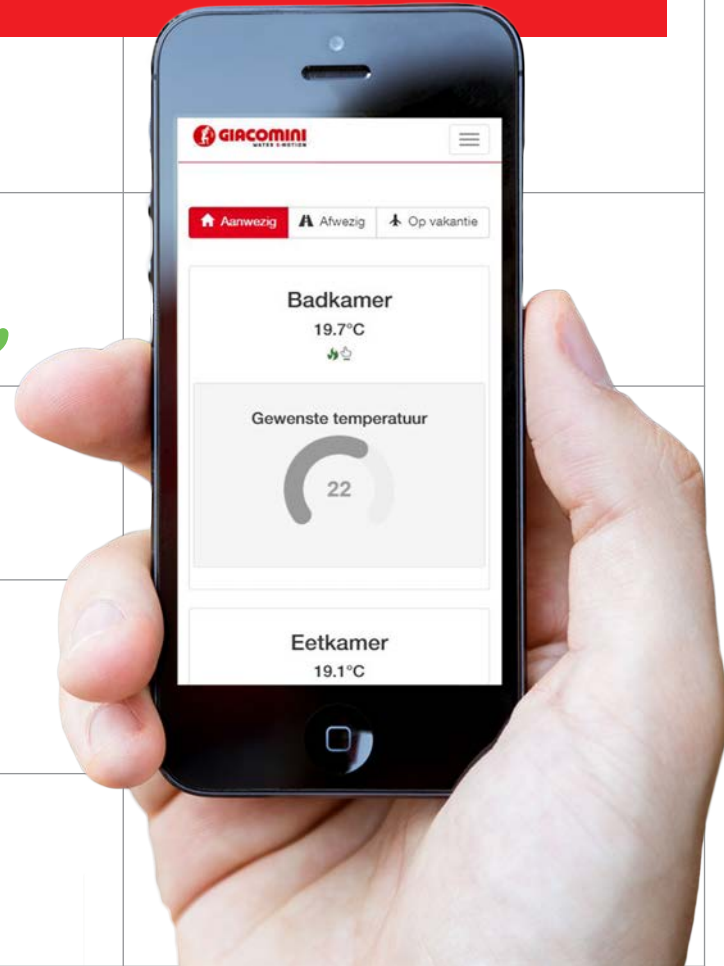 GIACOMINI
WATER E-MOTION
Aanwezig Afwezig Op vakantie
Badkamer
19.7°C
Gewenste temperatuur
22
Eetkamer
19.1°C